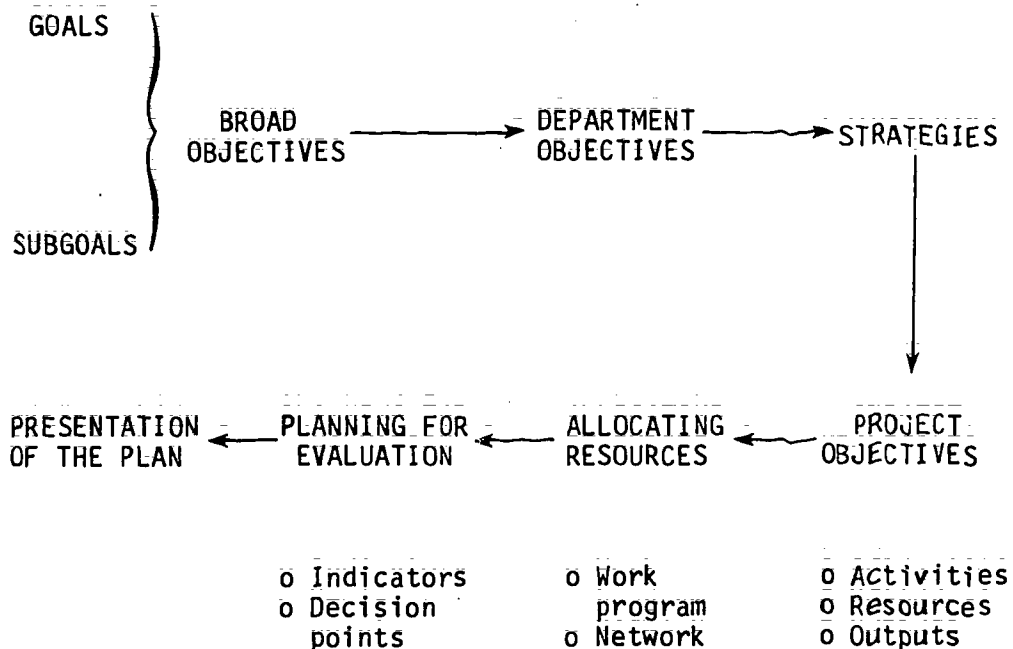 GOALS
BROAD
OBJECTIVES
DEPARTMENT
OBJECTIVES
STRATEGIES
SUBGOALS
PRESENTATION
OF THE PLAN
PLANNING FOR
EVALUATION
ALLOCATING
RESOURCES
PROJECT
OBJECTIVES
o Indicators
o Decision
points
o Work
program
o Network
o Activities
o Resources
o Outputs